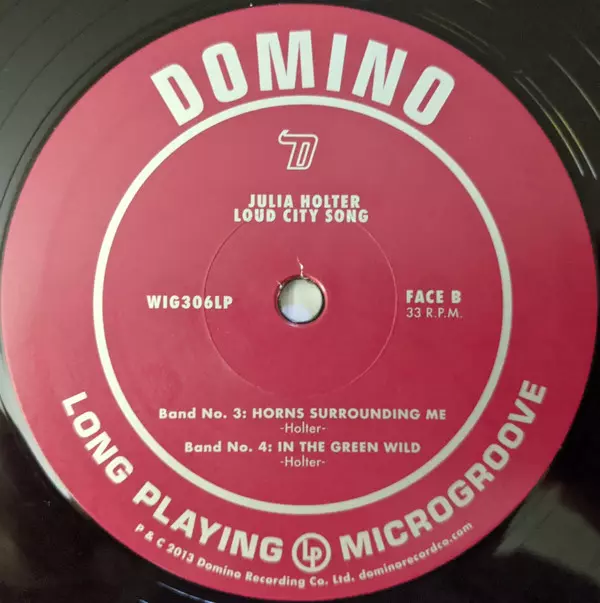 DOMINO
D
JULIA HOLTER
LOUD CITY SONG
WIG306LP
FACE B
33 R.P.M.
Band No. 3: HORNS SURROUNDING ME
-Holter-
Band No. 4: IN THE GREEN WILD
-Holter-
LONG PLAYING LP MICROGROOVE
P & C 2013 Domino Recording Co. Ltd. dominorecordco.com